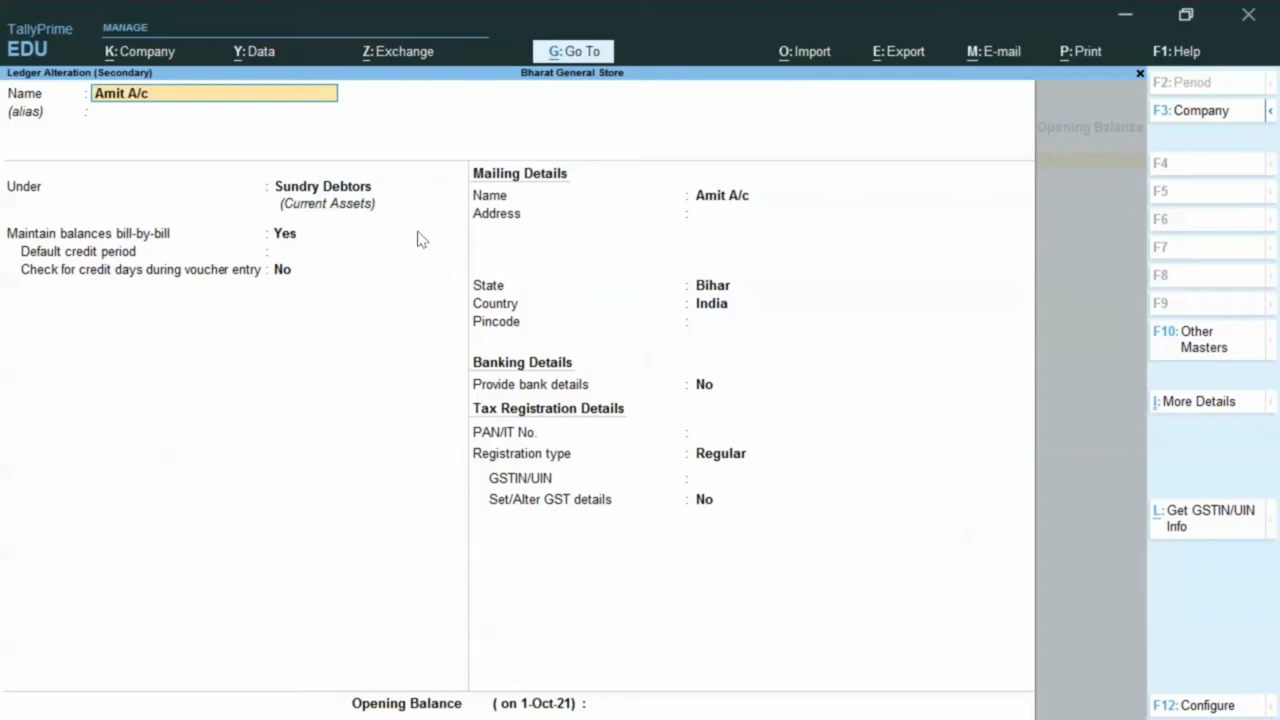 TallyPrime
EDU
MANAGE
K: Company
Y: Data
Z: Exchange
G: Go To
O: Import
E: Export
M: E-mail
P: Print
F1: Help
Ledger Alteration (Secondary)
Bharat General Store
Name : Amit A/c
(alias) :
Opening Balance
Under : Sundry Debtors
(Current Assets)
Maintain balances bill-by-bill : Yes
Default credit period :
Check for credit days during voucher entry : No
Mailing Details
Name : Amit A/c
Address :
State : Bihar
Country : India
Pincode :
Banking Details
Provide bank details : No
Tax Registration Details
PAN/IT No. :
Registration type : Regular
GSTIN/UIN :
Set/Alter GST details : No
Opening Balance ( on 1-Oct-21) :
F2: Period
F3: Company
F4
F5
F6
F7
F8
F9
F10: Other
Masters
I: More Details
L: Get GSTIN/UIN
Info
F12: Configure